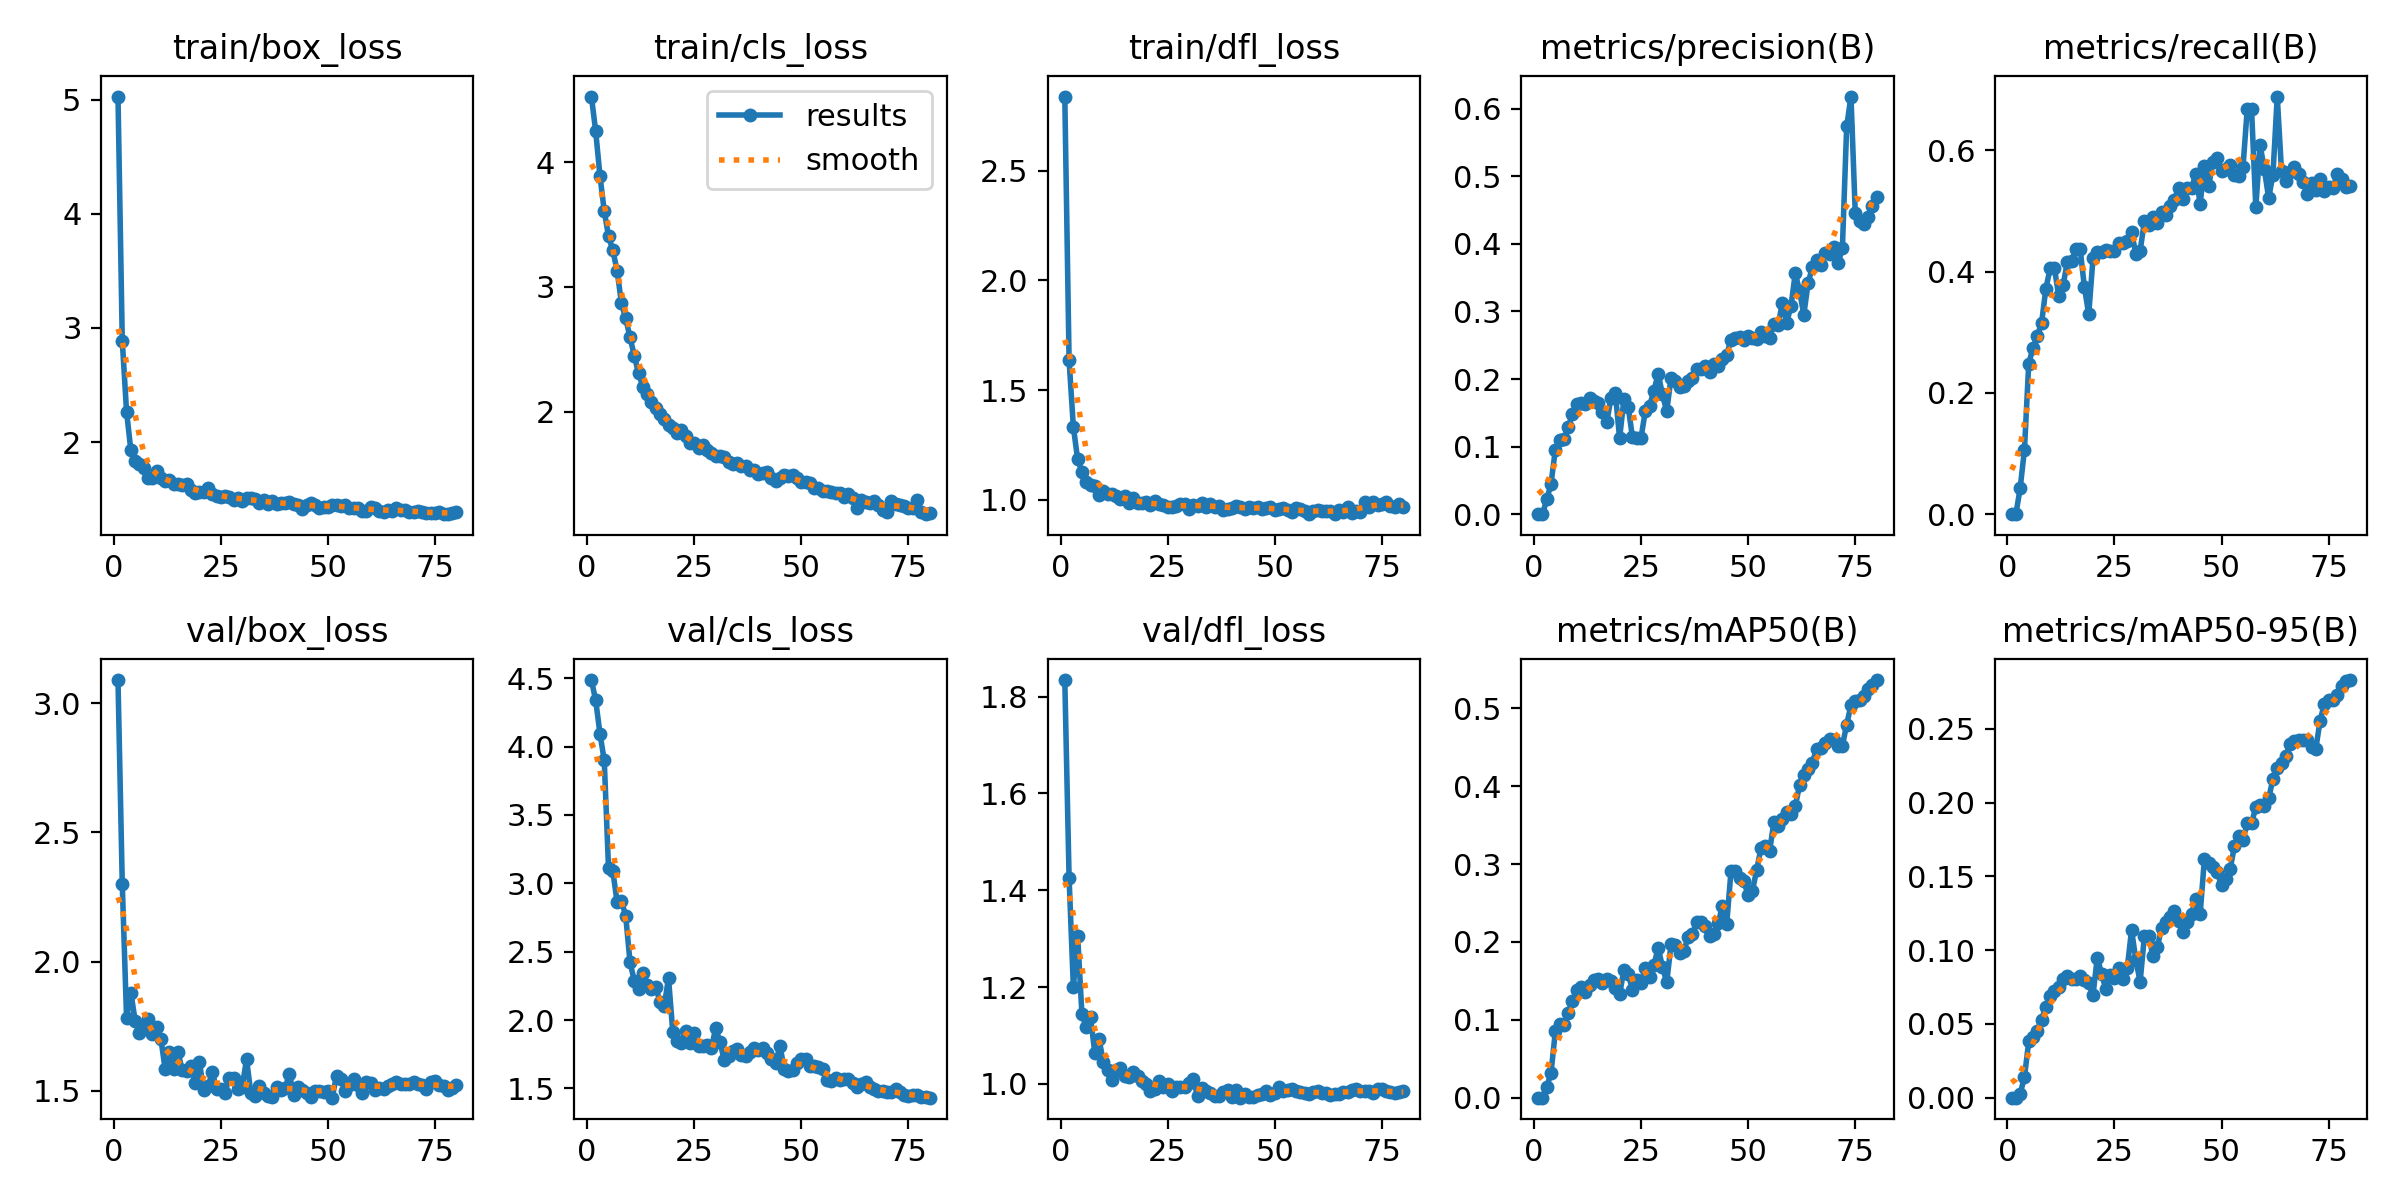 train/box_loss
train/cls_loss
train/dfl_loss
metrics/precision(B)
metrics/recall(B)
5
4
3
2
0 25 50 75
4
3
2
results
smooth
0 25 50 75
2.5
2.0
1.5
1.0
0 25 50 75
0.6
0.5
0.4
0.3
0.2
0.1
0.0
0 25 50 75
0.6
0.4
0.2
0.0
0 25 50 75
val/box_loss
val/cls_loss
val/dfl_loss
metrics/mAP50(B)
metrics/mAP50-95(B)
3.0
2.5
2.0
1.5
0 25 50 75
4.5
4.0
3.5
3.0
2.5
2.0
1.5
0 25 50 75
1.8
1.6
1.4
1.2
1.0
0 25 50 75
0.5
0.4
0.3
0.2
0.1
0.0
0 25 50 75
0.25
0.20
0.15
0.10
0.05
0.00
0 25 50 75